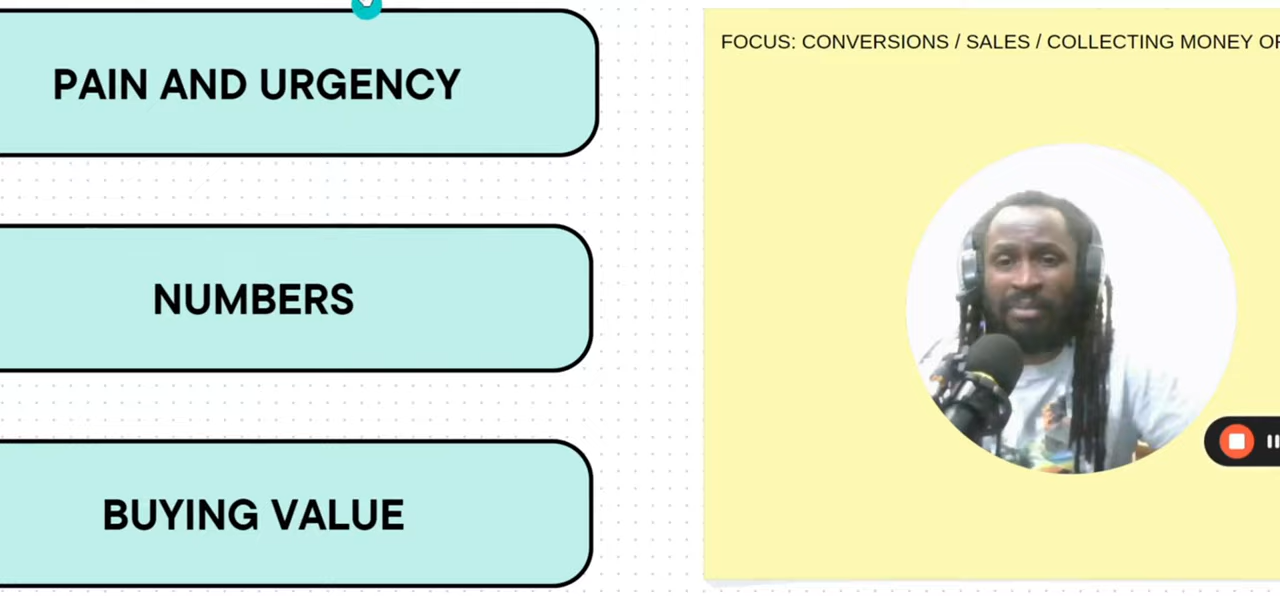 PAIN AND URGENCY
NUMBERS
BUYING VALUE
FOCUS: CONVERSIONS / SALES / COLLECTING MONEY